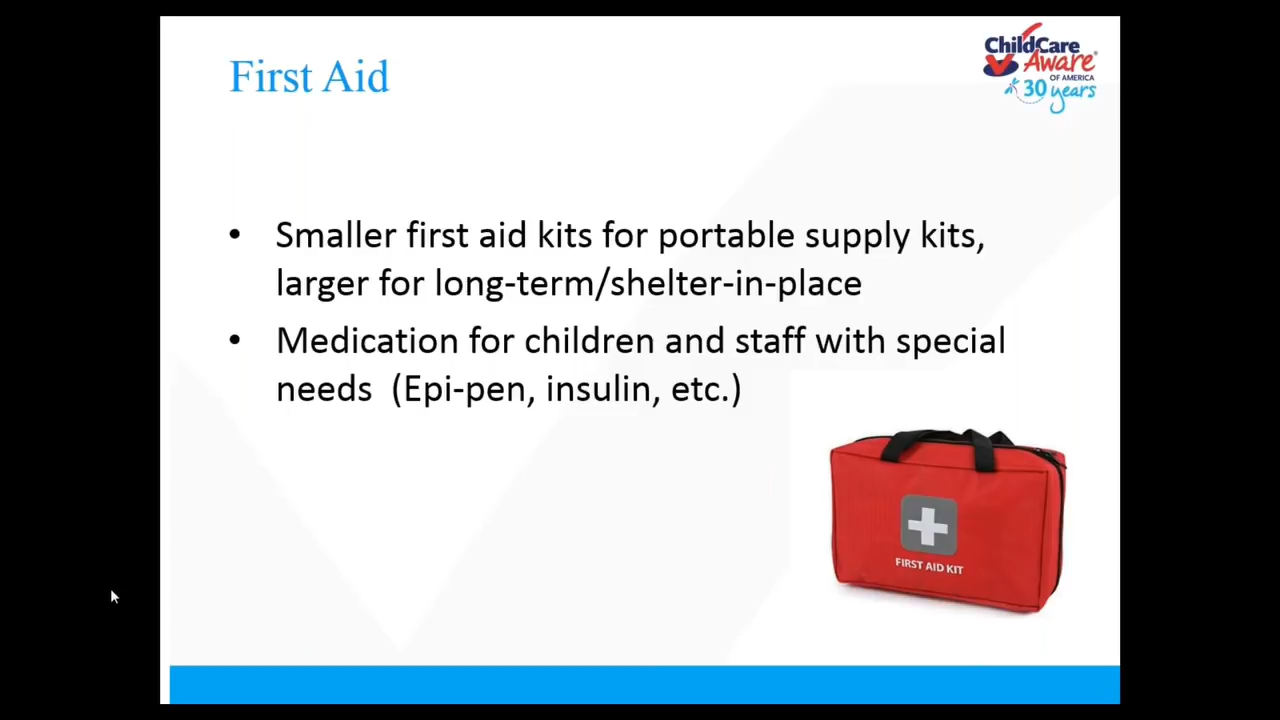 First Aid
ChildCare
Aware®
OF AMERICA
30 years
• Smaller first aid kits for portable supply kits,
larger for long-term/shelter-in-place
• Medication for children and staff with special
needs (Epi-pen, insulin, etc.)
FIRST AID KIT